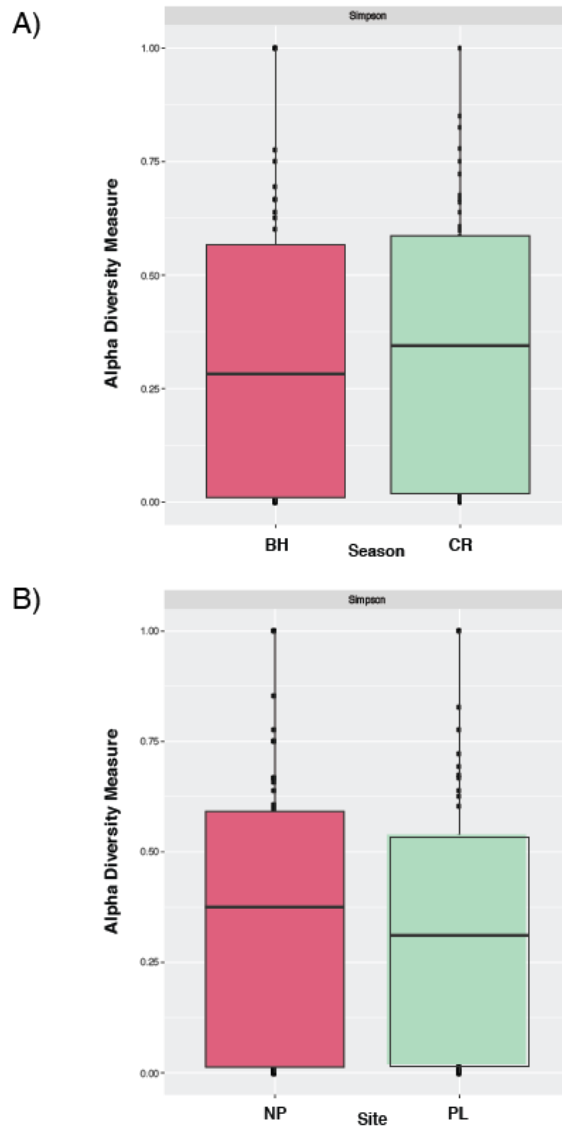 A)
Simpson
Alpha Diversity Measure
1.00
0.75
0.50
0.25
0.00
BH CR
Season
B)
Simpson
Alpha Diversity Measure
1.00
0.75
0.50
0.25
0.00
NP PL
Site